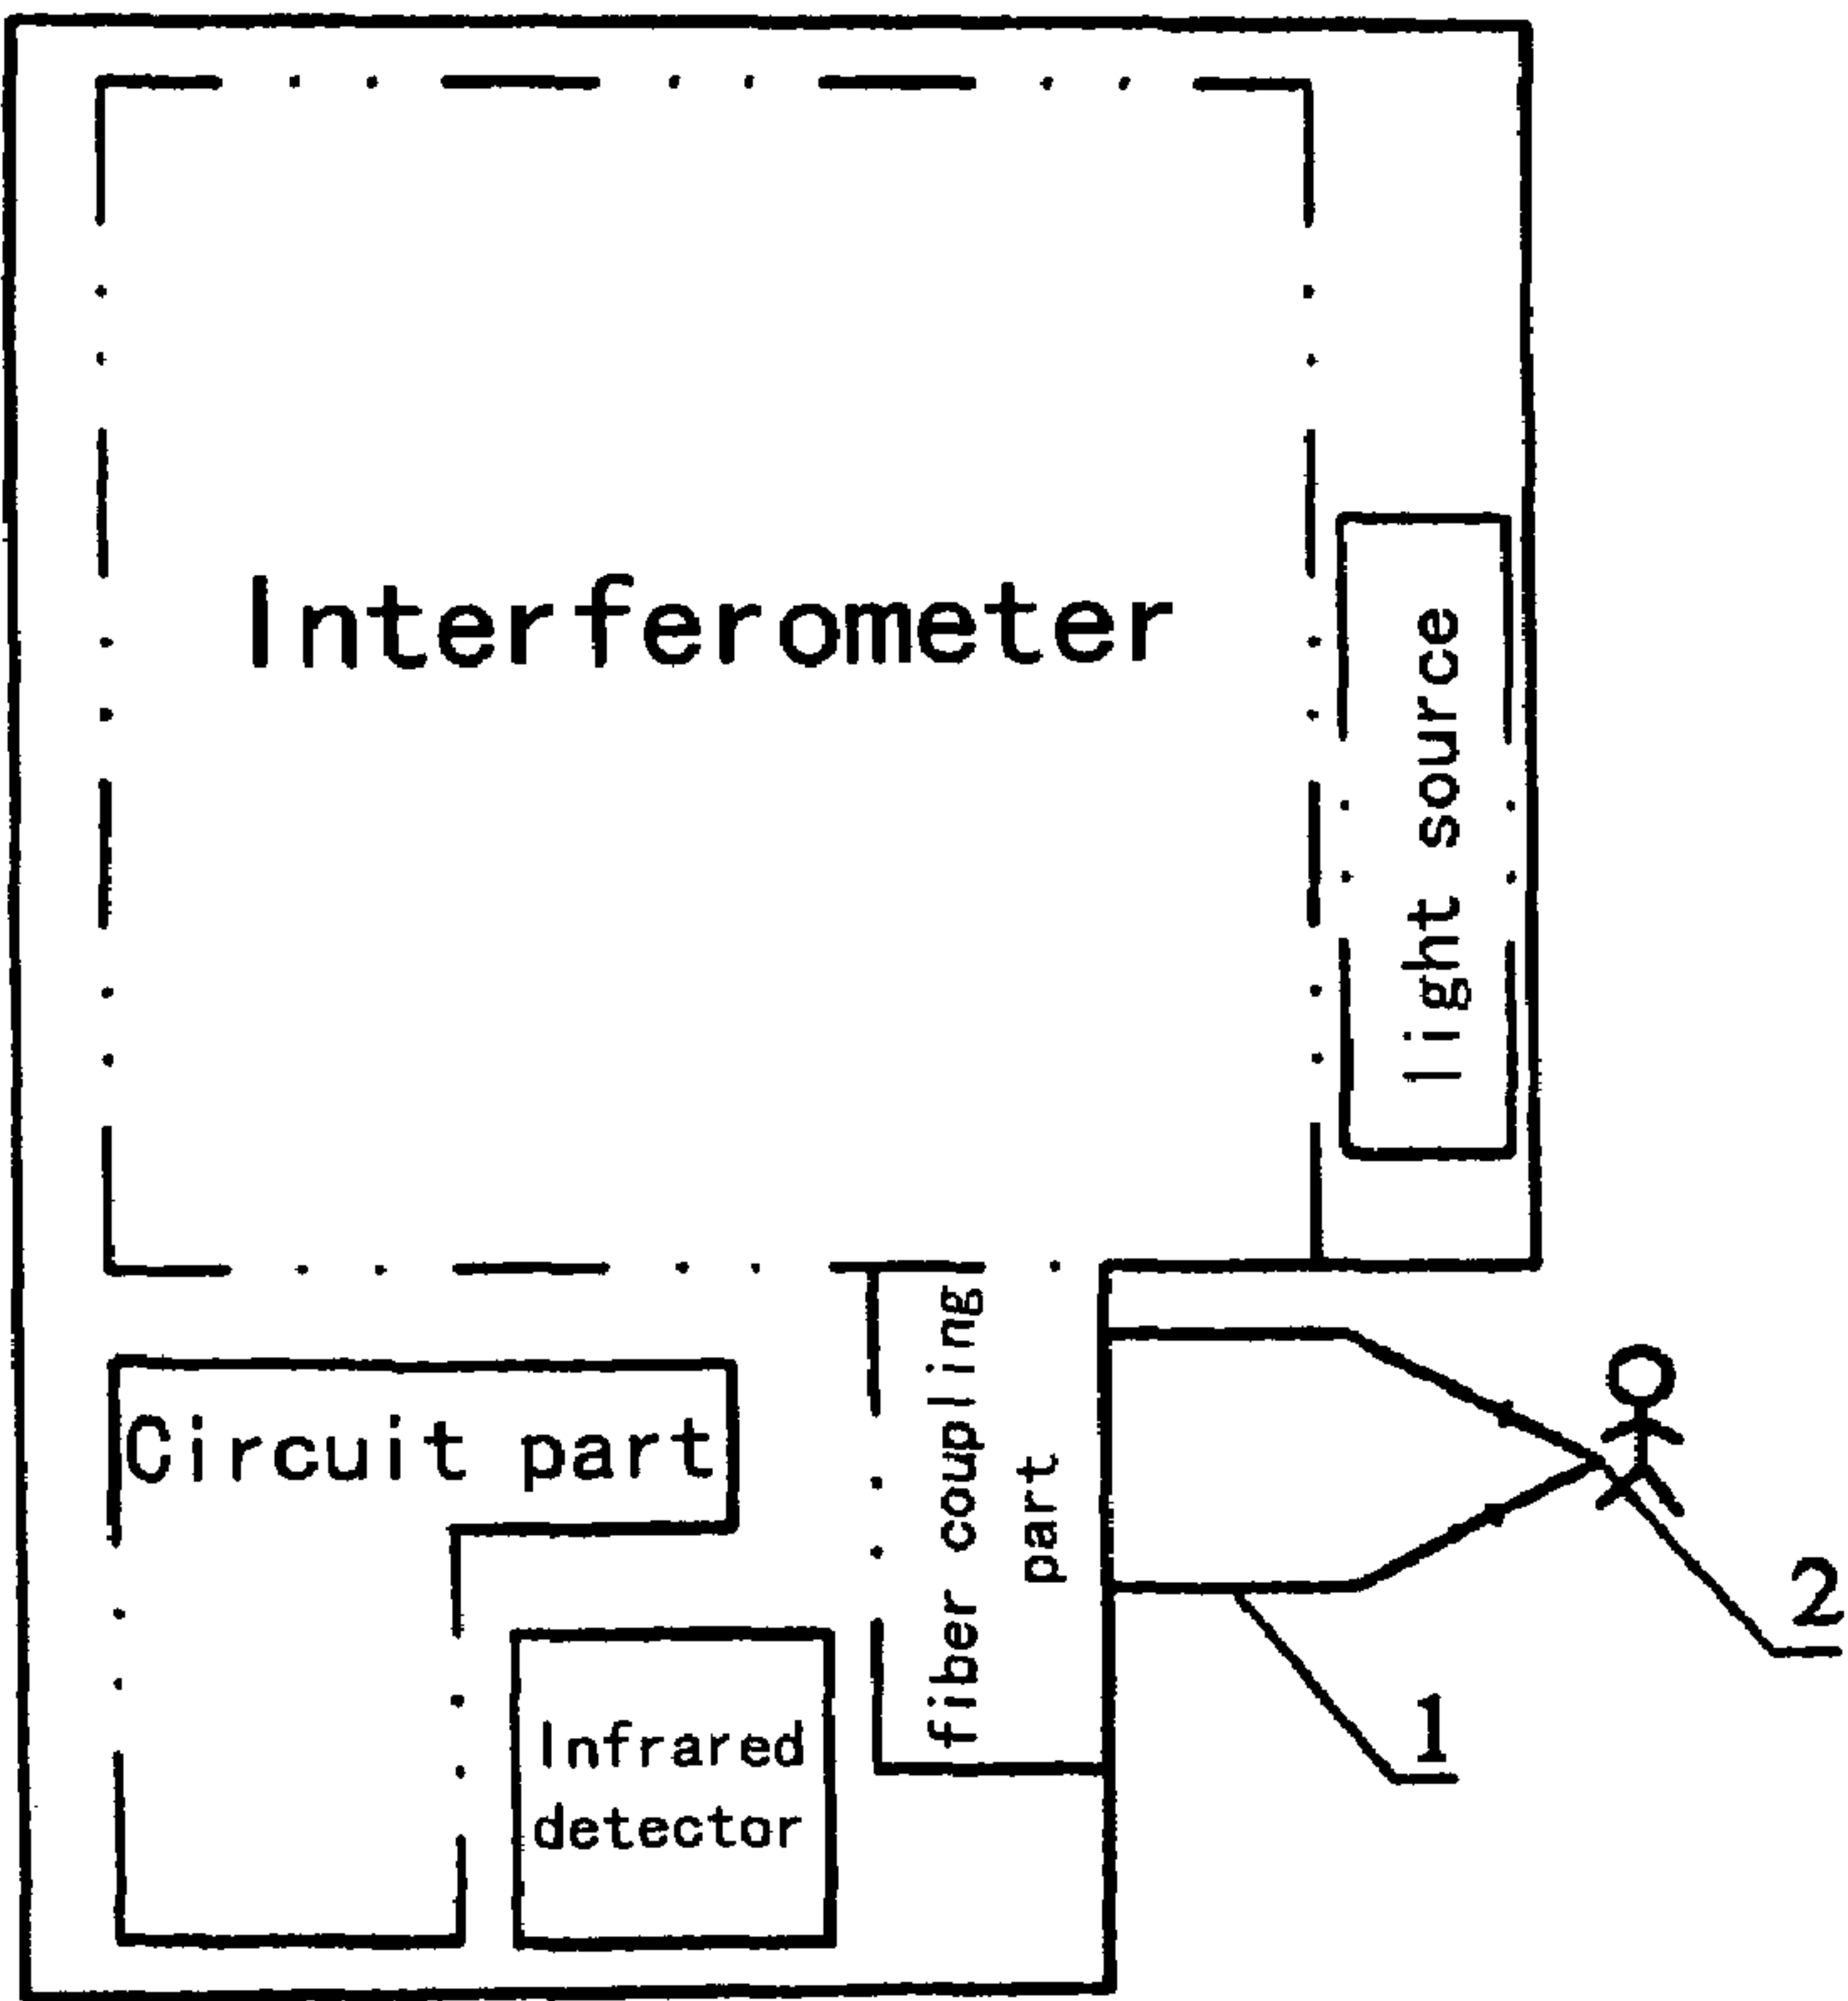 Interferometer
light source
Circuit part
fiber coupling
part
Infrared
detector
1
2